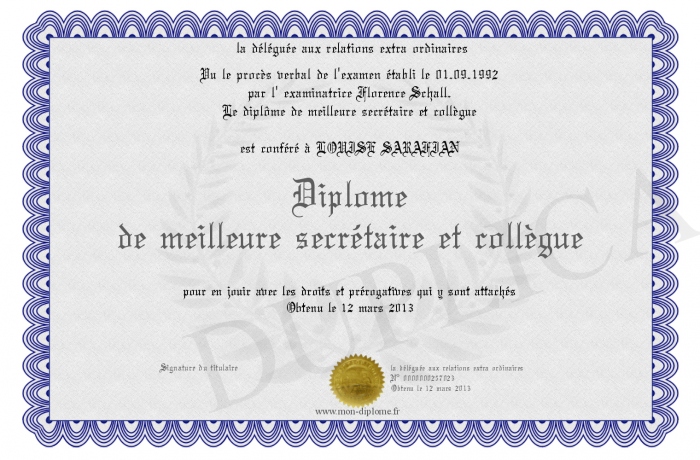 la déléguée aux relations extra ordinaires
Vu le procès verbal de l'examen établi le 01.09.1992
par l' examinatrice Florence Schall.
Le diplôme de meilleure secrétaire et collègue
est conféré à LOUISE SARAFIAN
Diplome
de meilleure secrétaire et collègue
DUPLICATA
pour en jouir avec les droits et prérogatives qui y sont attachés
Obtenu le 12 mars 2013
Signature du titulaire
la déléguée aux relations extra ordinaires
N° 0000000257023
Obtenu le 12 mars 2013
www.mon-diplome.fr